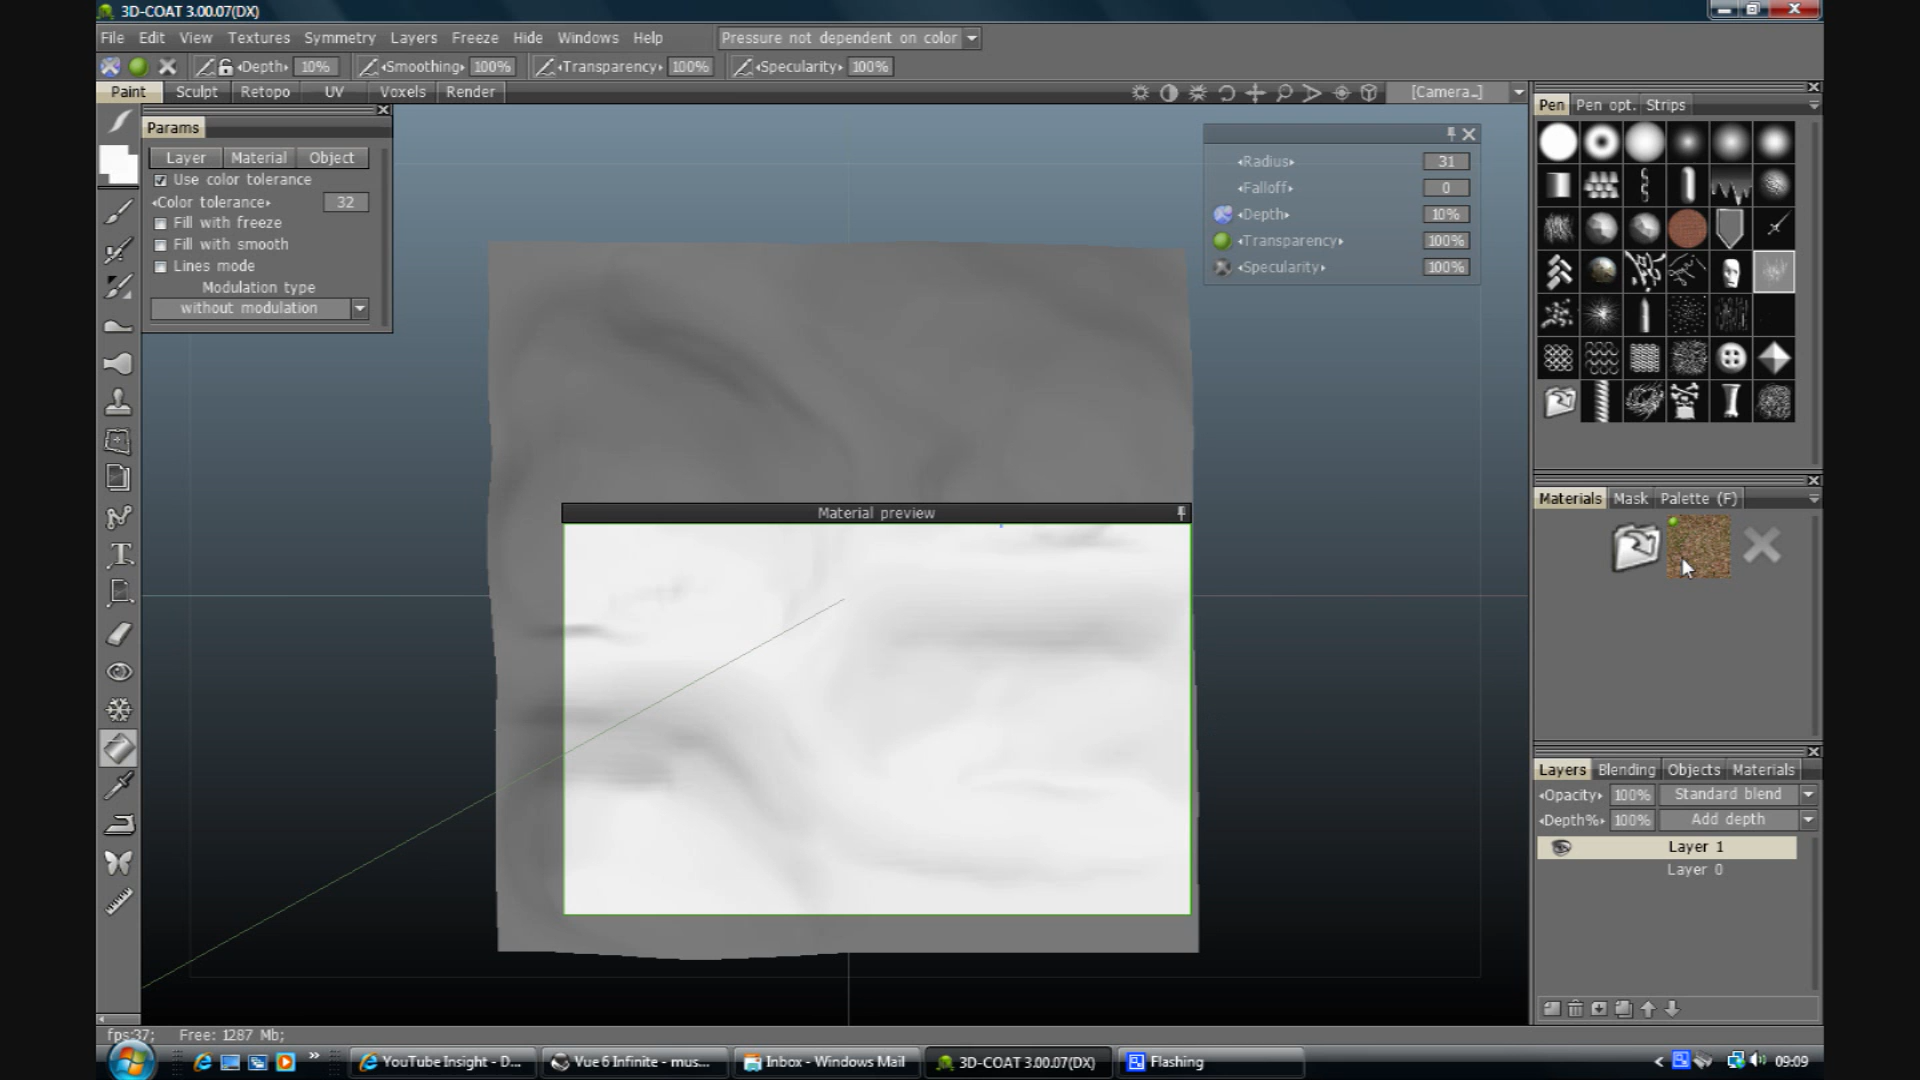 3D-COAT 3.00.07(DX)
File Edit View Textures Symmetry Layers Freeze Hide Windows Help Pressure not dependent on color
Depth 10% Smoothing 100% Transparency 100% Specularity 100%
Paint Sculpt Retopo UV Voxels Render [Camera_]
Params
Layer Material Object
Use color tolerance
Color tolerance 32
Fill with freeze
Fill with smooth
Lines mode
Modulation type
without modulation
Radius 31
Falloff 0
Depth 10%
Transparency 100%
Specularity 100%
Material preview
Pen Pen opt. Strips
Materials Mask Palette (F)
Layers Blending Objects Materials
Opacity 100% Standard blend
Depth% 100% Add depth
Layer 1
Layer 0
fps:37; Free: 1287 Mb;
YouTube Insight - D... Vue 6 Infinite - mus... Inbox - Windows Mail 3D-COAT 3.00.07(DX) Flashing 09:09